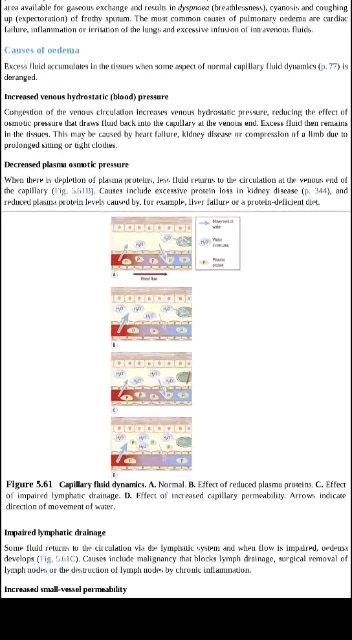 area available for gaseous exchange and results in dyspnoea (breathlessness), cyanosis and coughing
up (expectoration) of frothy sputum. The most common causes of pulmonary oedema are cardiac
failure, inflammation or irritation of the lungs and excessive infusion of intravenous fluids.
Causes of oedema
Excess fluid accumulates in the tissues when some aspect of normal capillary fluid dynamics (p. 77) is
deranged.
Increased venous hydrostatic (blood) pressure
Congestion of the venous circulation increases venous hydrostatic pressure, reducing the effect of
osmotic pressure that draws fluid back into the capillary at the venous end. Excess fluid then remains
in the tissues. This may be caused by heart failure, kidney disease or compression of a limb due to
prolonged sitting or tight clothes.
Decreased plasma osmotic pressure
When there is depletion of plasma proteins, less fluid returns to the circulation at the venous end of
the capillary (Fig. 5.61B). Causes include excessive protein loss in kidney disease (p. 344), and
reduced plasma protein levels caused by, for example, liver failure or a protein-deficient diet.
Movement of
water
Plasma
protein
Blood flow
A
B
C
Figure 5.61 Capillary fluid dynamics. A. Normal. B. Effect of reduced plasma proteins. C. Effect
of impaired lymphatic drainage. D. Effect of increased capillary permeability. Arrows indicate
direction of movement of water.
Impaired lymphatic drainage
Some fluid returns to the circulation via the lymphatic system and when flow is impaired, oedema
develops (Fig. 5.61C). Causes include malignancy that blocks lymph drainage, surgical removal of
lymph nodes or the destruction of lymph nodes by chronic inflammation.
Increased small-vessel permeability